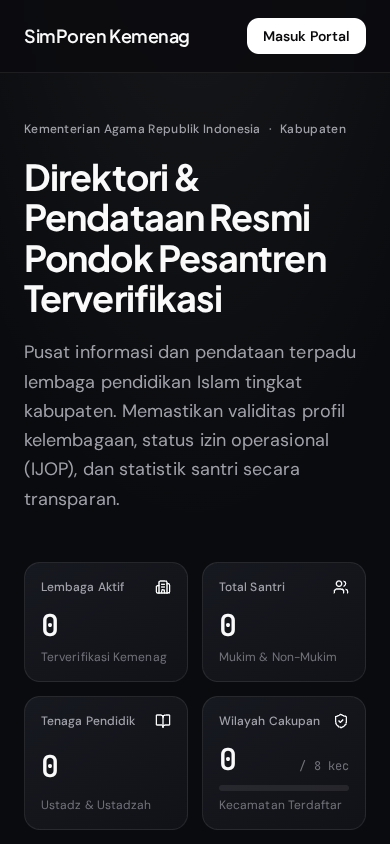 SimPoren Kemenag
Masuk Portal
Kementerian Agama Republik Indonesia · Kabupaten
Direktori &
Pendataan Resmi
Pondok Pesantren
Terverifikasi
Pusat informasi dan pendataan terpadu
lembaga pendidikan Islam tingkat
kabupaten. Memastikan validitas profil
kelembagaan, status izin operasional
(IJOP), dan statistik santri secara
transparan.
Lembaga Aktif
0
Terverifikasi Kemenag
Total Santri
0
Mukim & Non-Mukim
Tenaga Pendidik
0
Ustadz & Ustadzah
Wilayah Cakupan
0 / 8 kec
Kecamatan Terdaftar